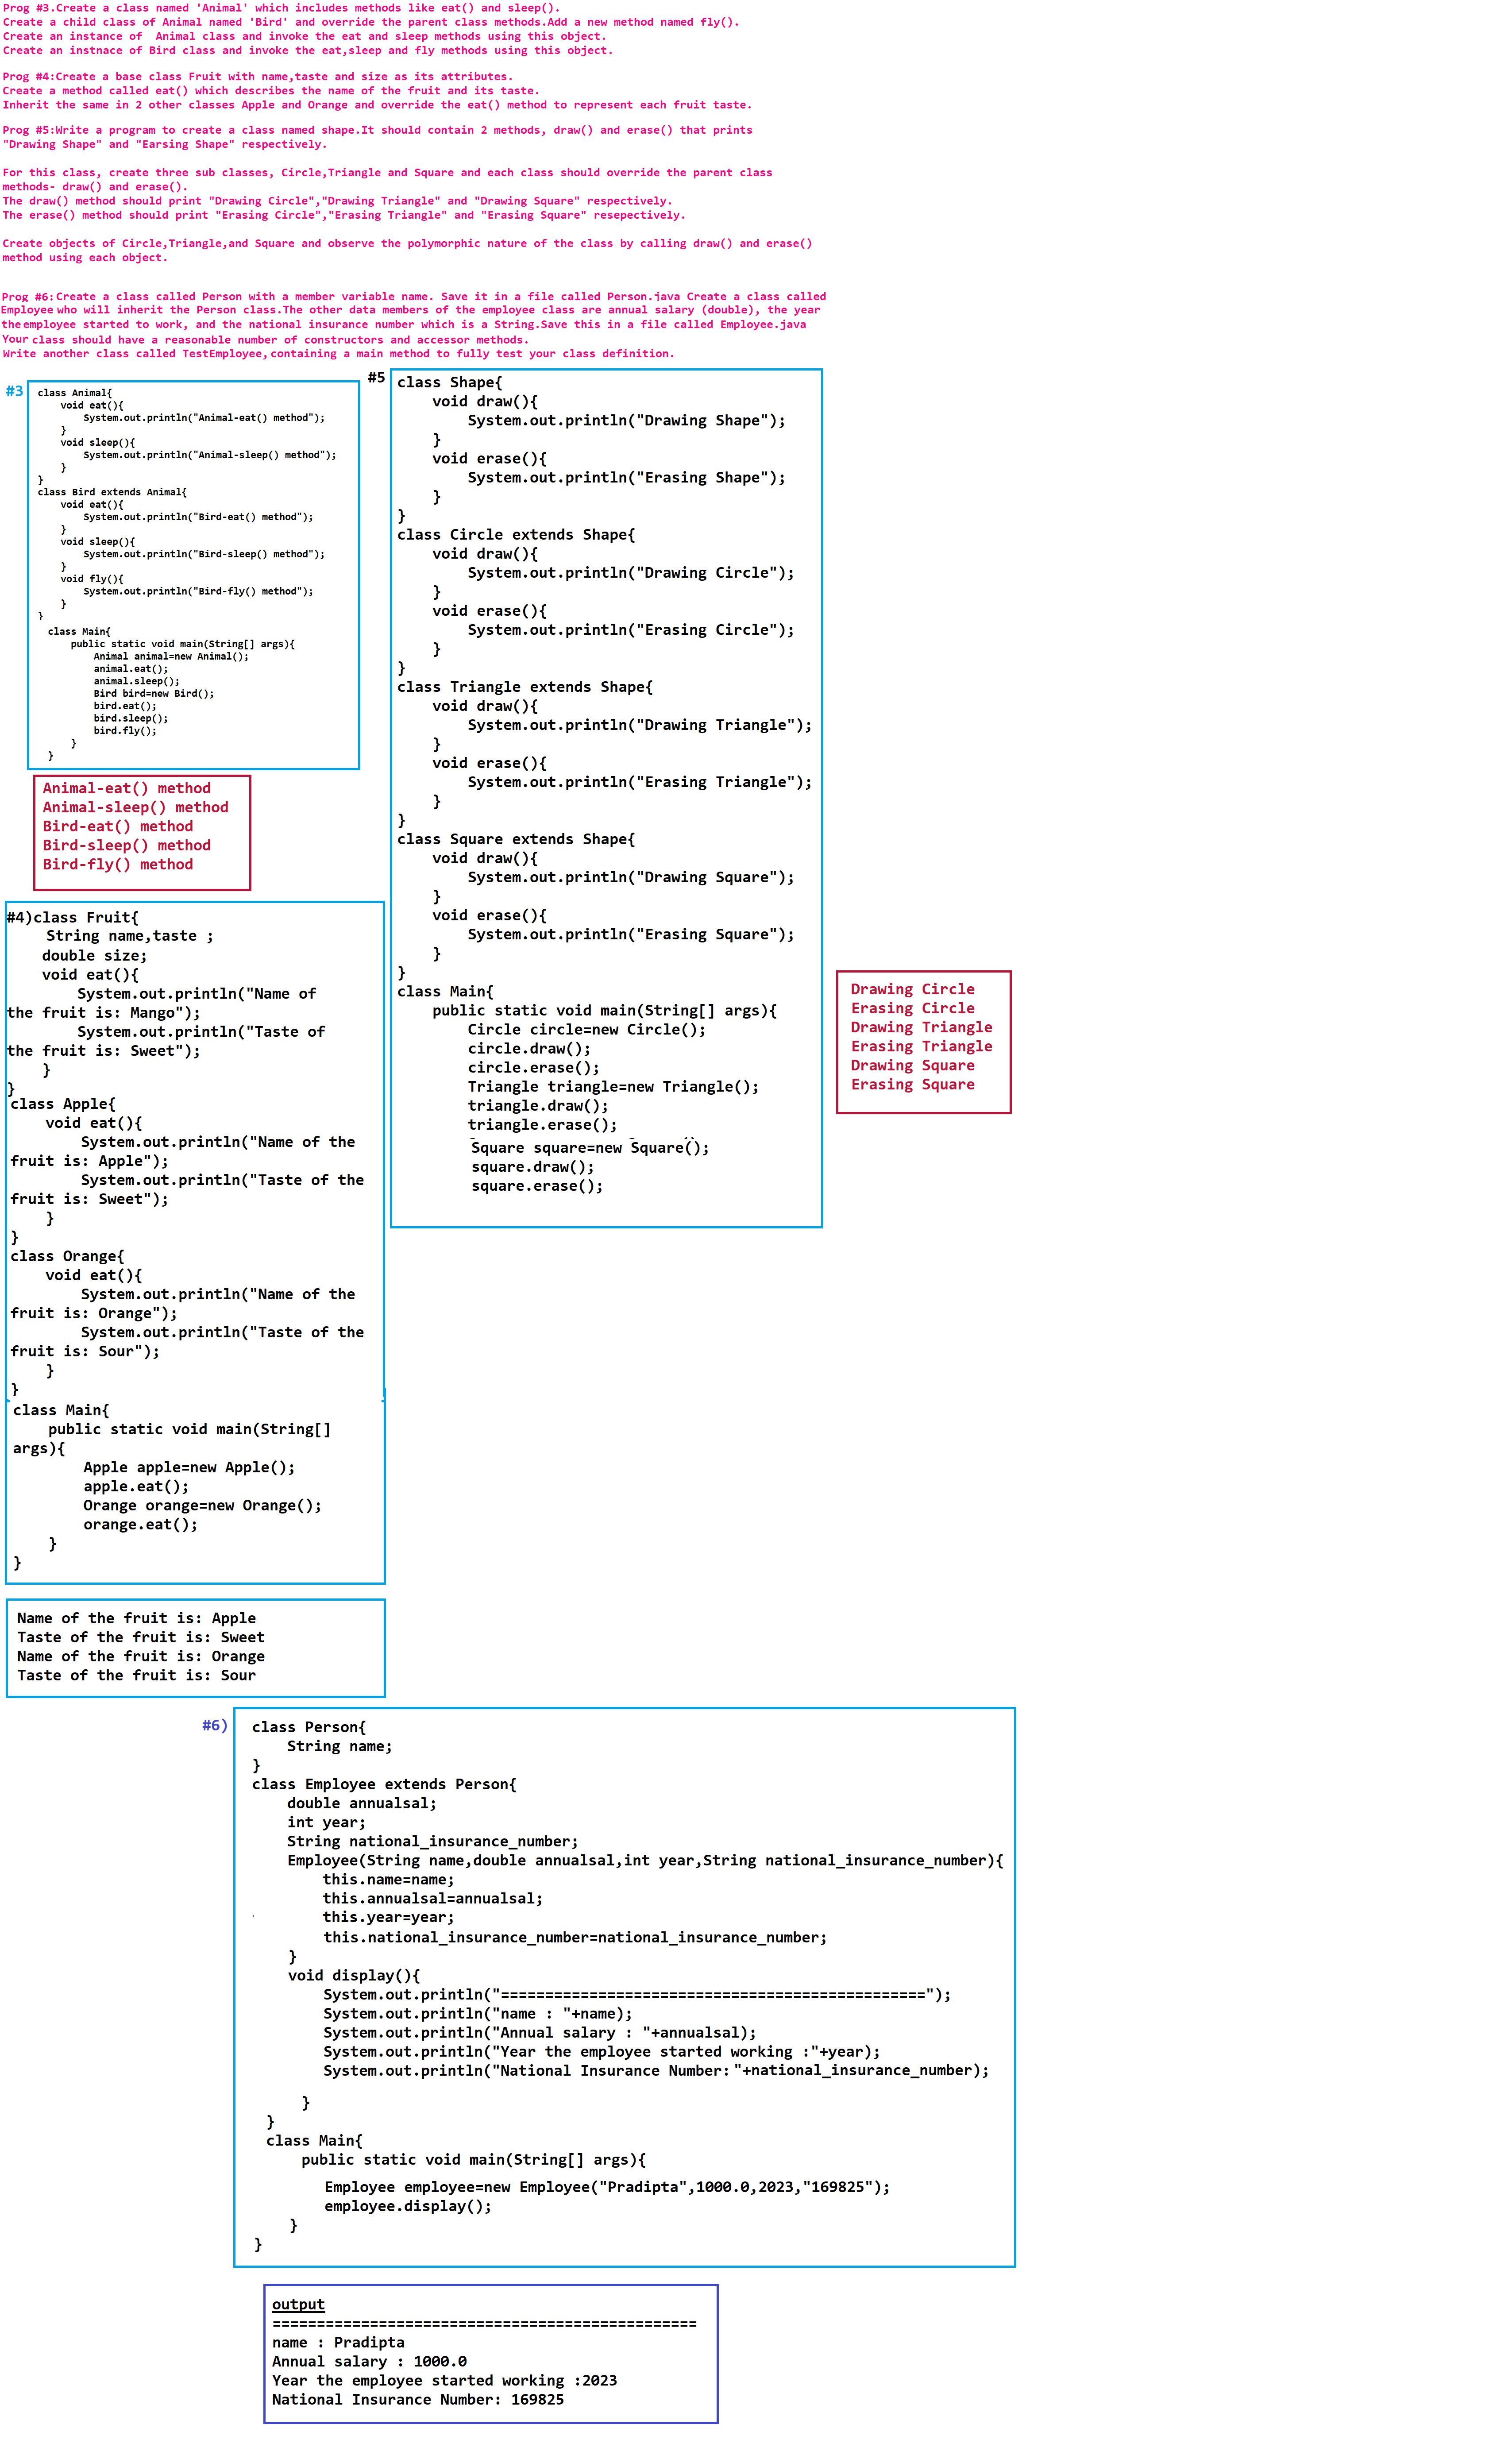 Prog #3.Create a class named 'Animal' which includes methods like eat() and sleep().
Create a child class of Animal named 'Bird' and override the parent class methods.Add a new method named fly().
Create an instance of  Animal class and invoke the eat and sleep methods using this object.
Create an instnace of Bird class and invoke the eat,sleep and fly methods using this object.
Prog #4:Create a base class Fruit with name,taste and size as its attributes.
Create a method called eat() which describes the name of the fruit and its taste.
Inherit the same in 2 other classes Apple and Orange and override the eat() method to represent each fruit taste.
Prog #5:Write a program to create a class named shape.It should contain 2 methods, draw() and erase() that prints
"Drawing Shape" and "Earsing Shape" respectively.
For this class, create three sub classes, Circle,Triangle and Square and each class should override the parent class
methods- draw() and erase().
The draw() method should print "Drawing Circle","Drawing Triangle" and "Drawing Square" respectively.
The erase() method should print "Erasing Circle","Erasing Triangle" and "Erasing Square" resepectively.
Create objects of Circle,Triangle,and Square and observe the polymorphic nature of the class by calling draw() and erase()
method using each object.
Prog #6:Create a class called Person with a member variable name. Save it in a file called Person.java Create a class called
Employee who will inherit the Person class.The other data members of the employee class are annual salary (double), the year
the employee started to work, and the national insurance number which is a String.Save this in a file called Employee.java
Your class should have a reasonable number of constructors and accessor methods.
Write another class called TestEmployee,containing a main method to fully test your class definition.
#3
class Animal{
    void eat(){
        System.out.println("Animal-eat() method");
    }
    void sleep(){
        System.out.println("Animal-sleep() method");
    }
}
class Bird extends Animal{
    void eat(){
        System.out.println("Bird-eat() method");
    }
    void sleep(){
        System.out.println("Bird-sleep() method");
    }
    void fly(){
        System.out.println("Bird-fly() method");
    }
}
class Main{
    public static void main(String[] args){
        Animal animal=new Animal();
        animal.eat();
        animal.sleep();
        Bird bird=new Bird();
        bird.eat();
        bird.sleep();
        bird.fly();
    }
}
Animal-eat() method
Animal-sleep() method
Bird-eat() method
Bird-sleep() method
Bird-fly() method
#4)class Fruit{
    String name,taste ;
    double size;
    void eat(){
        System.out.println("Name of
the fruit is: Mango");
        System.out.println("Taste of
the fruit is: Sweet");
    }
}
class Apple{
    void eat(){
        System.out.println("Name of the
fruit is: Apple");
        System.out.println("Taste of the
fruit is: Sweet");
    }
}
class Orange{
    void eat(){
        System.out.println("Name of the
fruit is: Orange");
        System.out.println("Taste of the
fruit is: Sour");
    }
}
class Main{
    public static void main(String[]
args){
        Apple apple=new Apple();
        apple.eat();
        Orange orange=new Orange();
        orange.eat();
    }
}
Name of the fruit is: Apple
Taste of the fruit is: Sweet
Name of the fruit is: Orange
Taste of the fruit is: Sour
#5
class Shape{
    void draw(){
        System.out.println("Drawing Shape");
    }
    void erase(){
        System.out.println("Erasing Shape");
    }
}
class Circle extends Shape{
    void draw(){
        System.out.println("Drawing Circle");
    }
    void erase(){
        System.out.println("Erasing Circle");
    }
}
class Triangle extends Shape{
    void draw(){
        System.out.println("Drawing Triangle");
    }
    void erase(){
        System.out.println("Erasing Triangle");
    }
}
class Square extends Shape{
    void draw(){
        System.out.println("Drawing Square");
    }
    void erase(){
        System.out.println("Erasing Square");
    }
}
class Main{
    public static void main(String[] args){
        Circle circle=new Circle();
        circle.draw();
        circle.erase();
        Triangle triangle=new Triangle();
        triangle.draw();
        triangle.erase();
        Square square=new Square();
        square.draw();
        square.erase();
Drawing Circle
Erasing Circle
Drawing Triangle
Erasing Triangle
Drawing Square
Erasing Square
#6)
class Person{
    String name;
}
class Employee extends Person{
    double annualsal;
    int year;
    String national_insurance_number;
    Employee(String name,double annualsal,int year,String national_insurance_number){
        this.name=name;
        this.annualsal=annualsal;
        this.year=year;
        this.national_insurance_number=national_insurance_number;
    }
    void display(){
        System.out.println("================================================");
        System.out.println("name : "+name);
        System.out.println("Annual salary : "+annualsal);
        System.out.println("Year the employee started working :"+year);
        System.out.println("National Insurance Number: "+national_insurance_number);
    }
}
class Main{
    public static void main(String[] args){
        Employee employee=new Employee("Pradipta",1000.0,2023,"169825");
        employee.display();
    }
}
output
================================================
name : Pradipta
Annual salary : 1000.0
Year the employee started working :2023
National Insurance Number: 169825